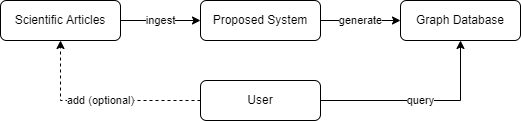 Scientific Articles
ingest
Proposed System
generate
Graph Database
add (optional)
User
query